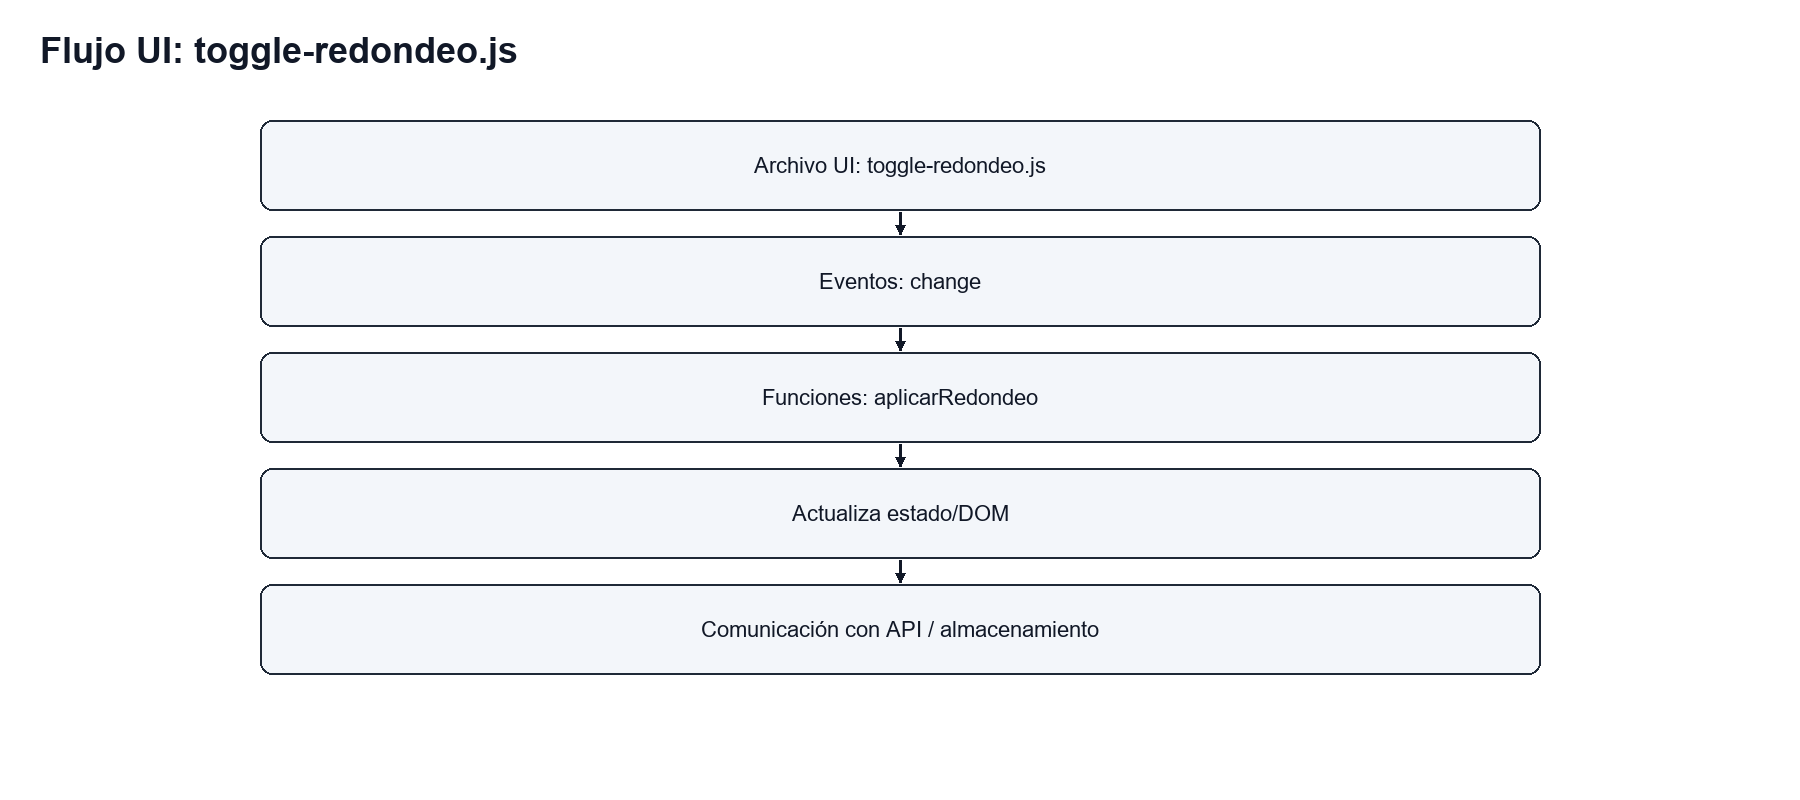 Flujo UI: toggle-redondeo.js
Archivo UI: toggle-redondeo.js
Eventos: change
Funciones: aplicarRedondeo
Actualiza estado/DOM
Comunicación con API / almacenamiento